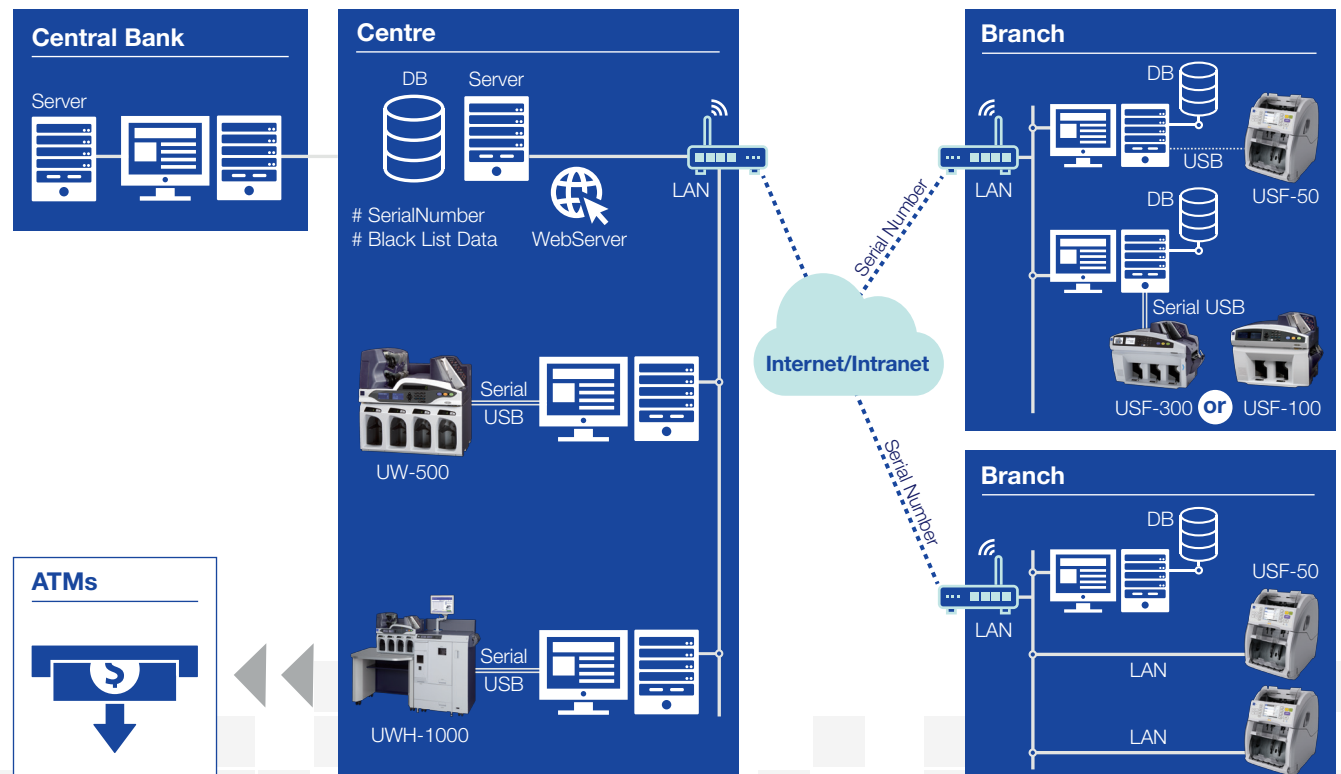 Central Bank
Server
Centre
DB
Server
# SerialNumber
# Black List Data
WebServer
LAN
Serial
USB
UW-500
Serial
USB
UWH-1000
ATMs
$
Internet/Intranet
Serial Number
Serial Number
Branch
LAN
DB
USB
USF-50
DB
Serial USB
USF-300 or USF-100
Branch
LAN
DB
USF-50
LAN
LAN